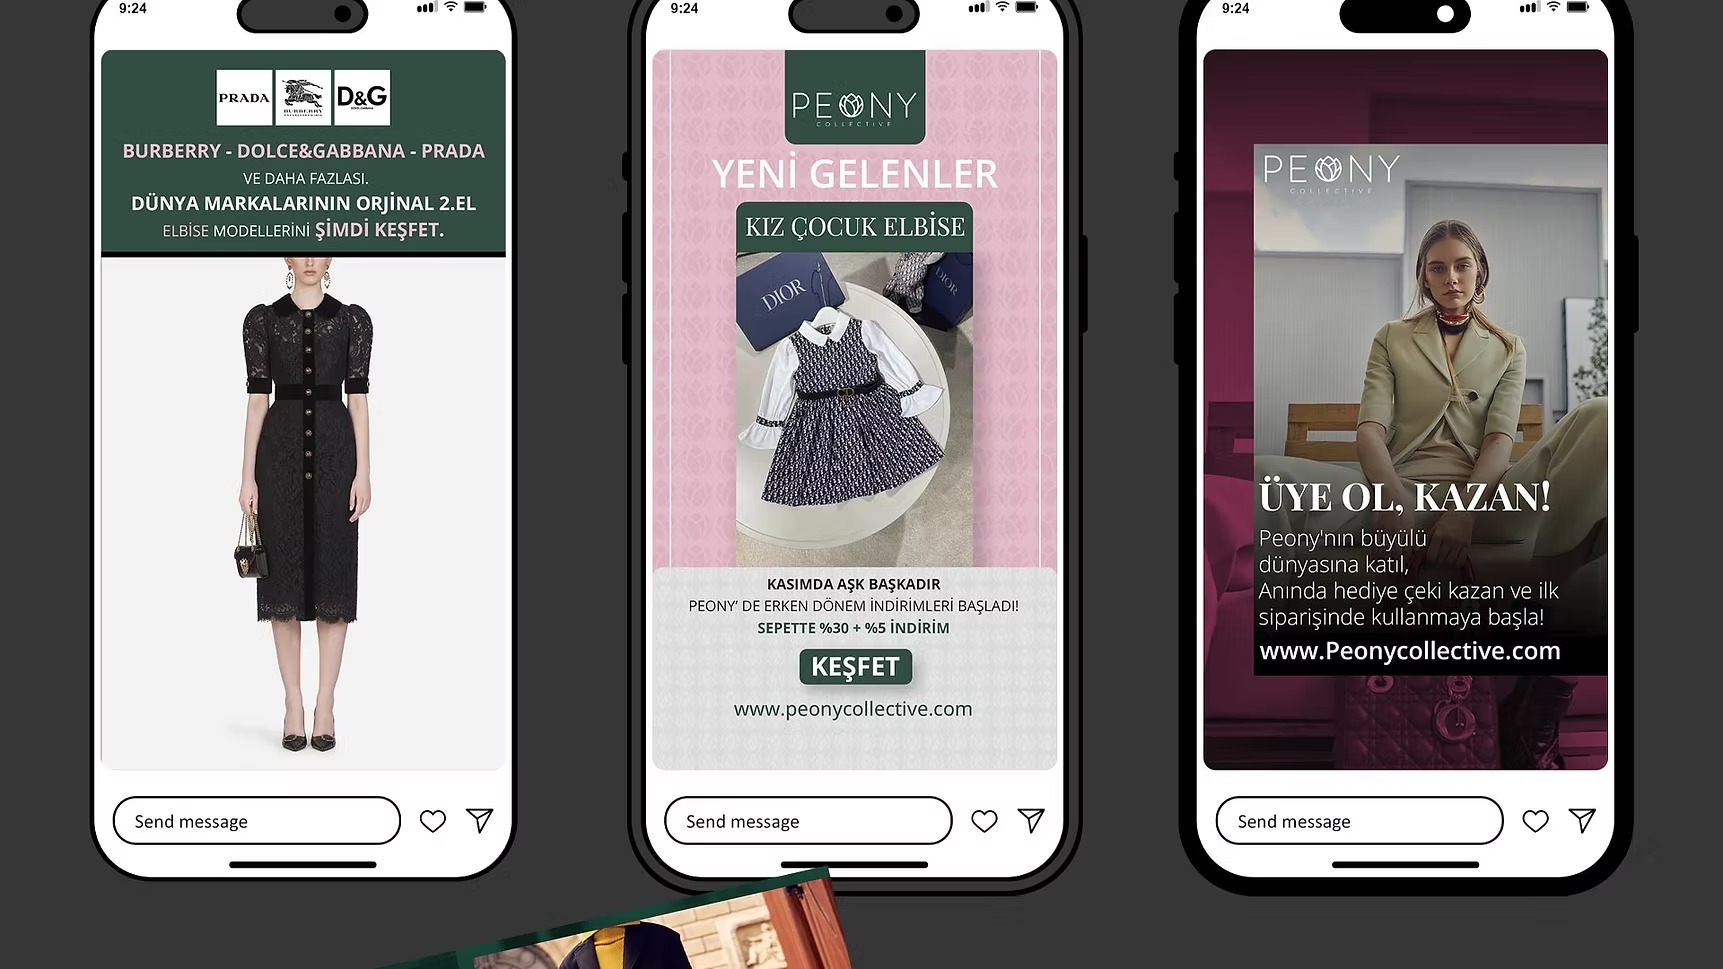 9:24
PRADA
BURBERRY
D&G
BURBERRY - DOLCE&GABBANA - PRADA
VE DAHA FAZLASI.
DÜNYA MARKALARININ ORJİNAL 2.EL
ELBİSE MODELLERİNİ ŞİMDİ KEŞFET.
Send message
9:24
PEONY
COLLECTIVE
YENİ GELENLER
KIZ ÇOCUK ELBİSE
DIOR
DIOR
KASIMDA AŞK BAŞKADIR
PEONY' DE ERKEN DÖNEM İNDİRİMLERİ BAŞLADI!
SEPETTE %30 + %5 İNDİRİM
KEŞFET
www.peonycollective.com
Send message
9:24
PEONY
COLLECTIVE
ÜYE OL, KAZAN!
Peony'nın büyülü
dünyasına katıl,
Anında hediye çeki kazan ve ilk
siparişinde kullanmaya başla!
www.Peonycollective.com
Send message